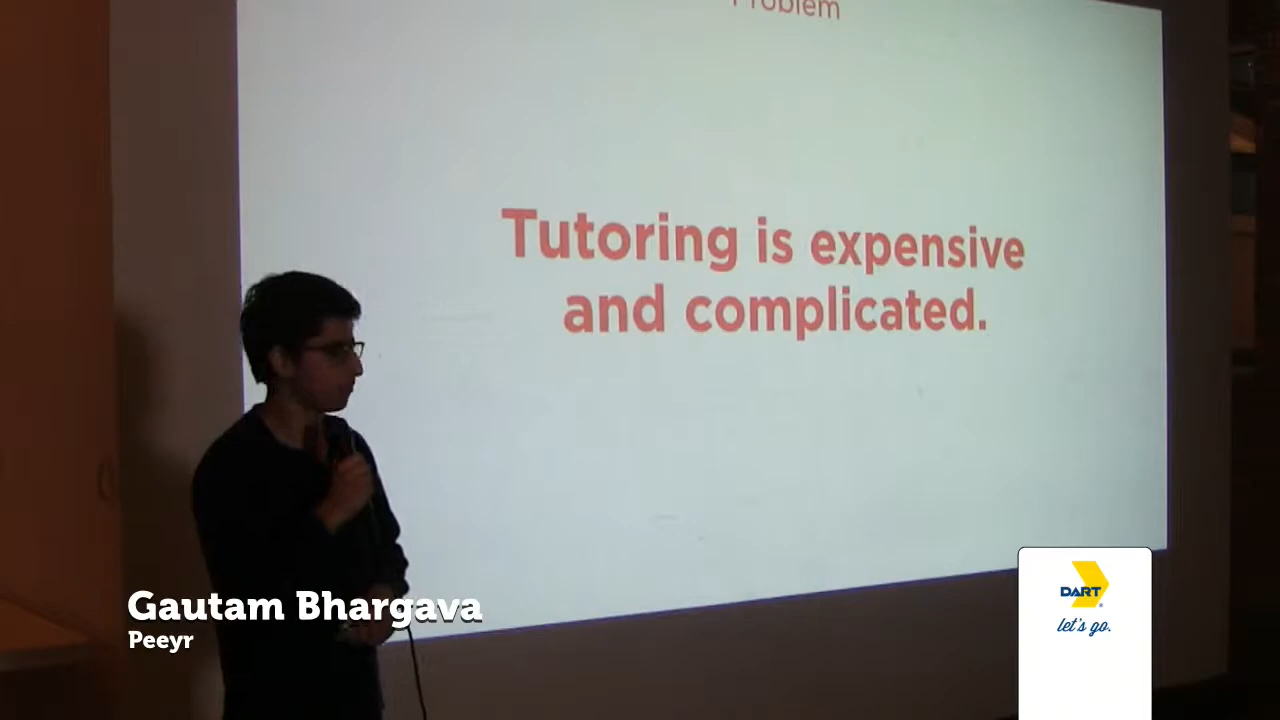 Problem
Tutoring is expensive
and complicated.
Gautam Bhargava
Peeyr
DART
let's go.